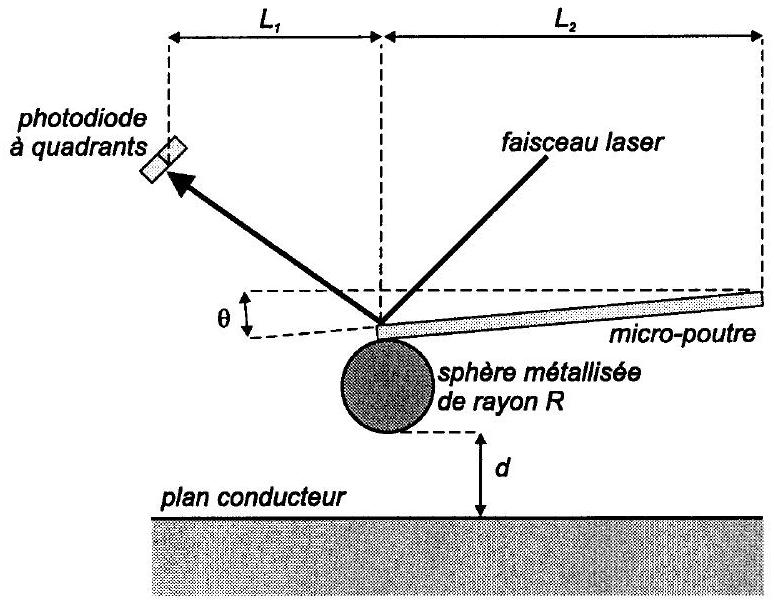 L₁
L₂
photodiode
à quadrants
faisceau laser
θ
micro-poutre
sphère métallisée
de rayon R
d
plan conducteur